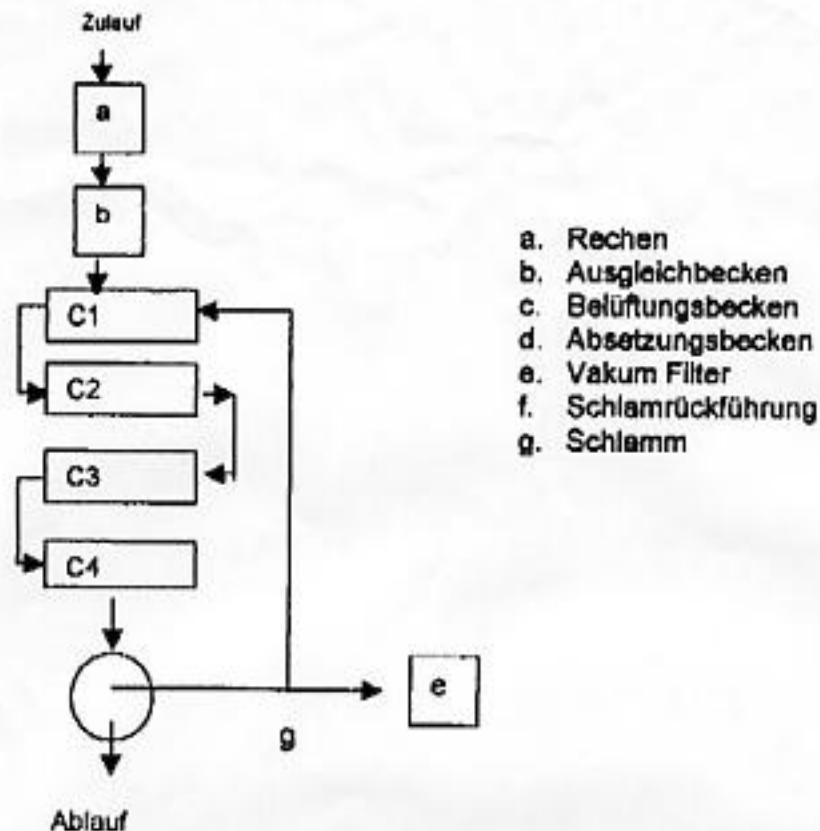 Zulauf
a
b
C1
C2
C3
C4
e
g
Ablauf
a. Rechen
b. Ausgleichbecken
c. Belüftungsbecken
d. Absetzungsbecken
e. Vakum Filter
f. Schlamrückführung
g. Schlamm